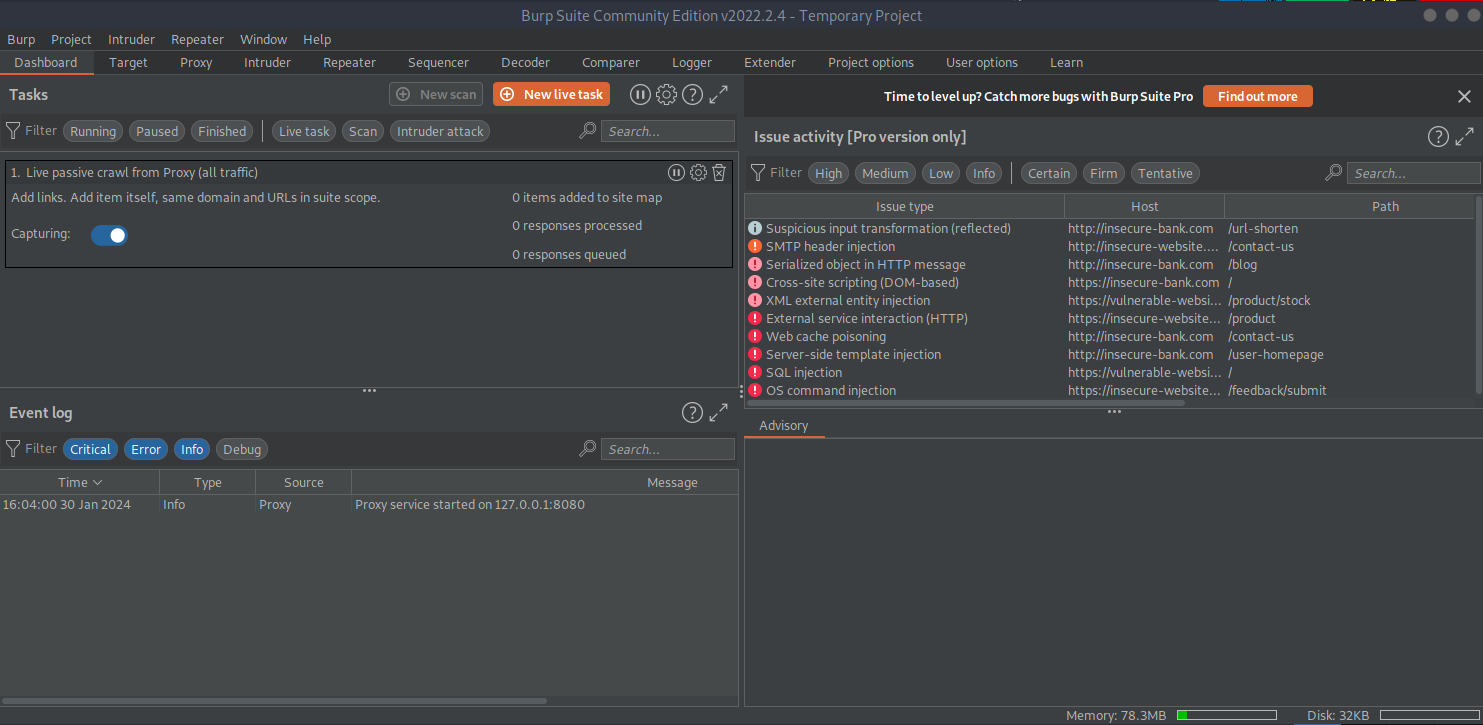 Burp Suite Community Edition v2022.2.4 - Temporary Project
Burp Project Intruder Repeater Window Help
Dashboard Target Proxy Intruder Repeater Sequencer Decoder Comparer Logger Extender Project options User options Learn
Tasks
New scan
New live task
Filter Running Paused Finished Live task Scan Intruder attack Search...
1. Live passive crawl from Proxy (all traffic)
Add links. Add item itself, same domain and URLs in suite scope.
0 items added to site map
0 responses processed
Capturing:
0 responses queued
Event log
Filter Critical Error Info Debug Search...
Time Type Source Message
16:04:00 30 Jan 2024 Info Proxy Proxy service started on 127.0.0.1:8080
Time to level up? Catch more bugs with Burp Suite Pro Find out more
Issue activity [Pro version only]
Filter High Medium Low Info Certain Firm Tentative Search...
Issue type Host Path
Suspicious input transformation (reflected) http://insecure-bank.com /url-shorten
SMTP header injection http://insecure-website.... /contact-us
Serialized object in HTTP message http://insecure-bank.com /blog
Cross-site scripting (DOM-based) https://insecure-bank.com /
XML external entity injection https://vulnerable-websi... /product/stock
External service interaction (HTTP) https://insecure-website... /product
Web cache poisoning http://insecure-bank.com /contact-us
Server-side template injection http://insecure-bank.com /user-homepage
SQL injection https://vulnerable-websi... /
OS command injection https://insecure-website... /feedback/submit
Advisory
Memory: 78.3MB Disk: 32KB